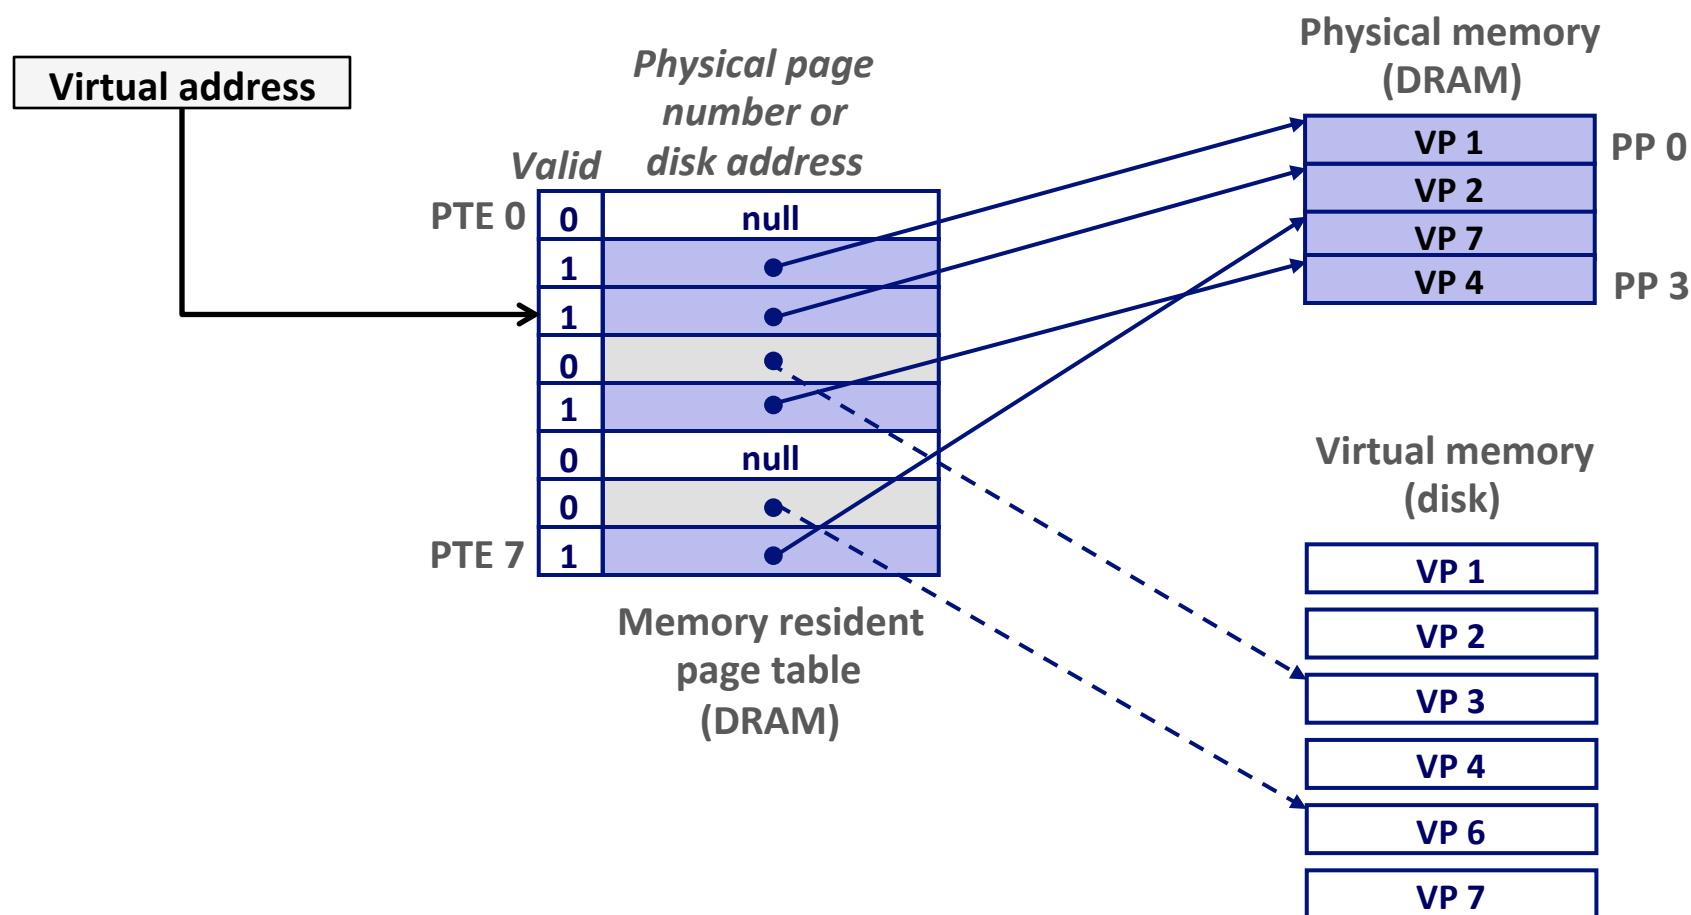 Virtual address
Physical page
number or
disk address
Valid
PTE 0
0 null
1
1
0
1
0 null
0
PTE 7 1
Memory resident
page table
(DRAM)
Physical memory
(DRAM)
VP 1 PP 0
VP 2
VP 7
VP 4 PP 3
Virtual memory
(disk)
VP 1
VP 2
VP 3
VP 4
VP 6
VP 7